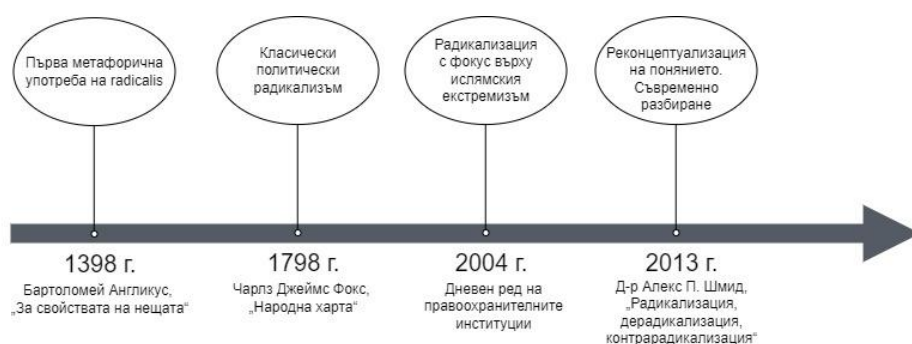 Първа метафорична
употреба на radicalis
Класически
политически
радикализъм
Радикализация
с фокус върху
ислямския
екстремизъм
Реконцептуализация
на понянието.
Съвременно
разбиране
1398 г.
Бартоломей Англикус,
„За свойствата на нещата“
1798 г.
Чарлз Джеймс Фокс,
„Народна харта“
2004 г.
Дневен ред на
правоохранителните
институции
2013 г.
Д-р Алекс П. Шмид,
„Радикализация,
дерадикализация,
контрарадикализация“